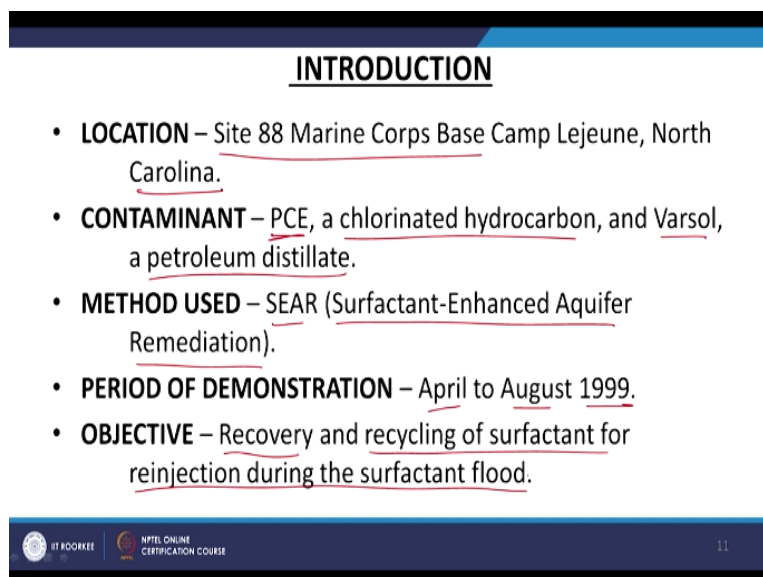 INTRODUCTION
• LOCATION – Site 88 Marine Corps Base Camp Lejeune, North
Carolina.
• CONTAMINANT – PCE, a chlorinated hydrocarbon, and Varsol,
a petroleum distillate.
• METHOD USED – SEAR (Surfactant-Enhanced Aquifer
Remediation).
• PERIOD OF DEMONSTRATION – April to August 1999.
• OBJECTIVE – Recovery and recycling of surfactant for
reinjection during the surfactant flood.
IIT ROORKEE
NPTEL ONLINE
CERTIFICATION COURSE
11